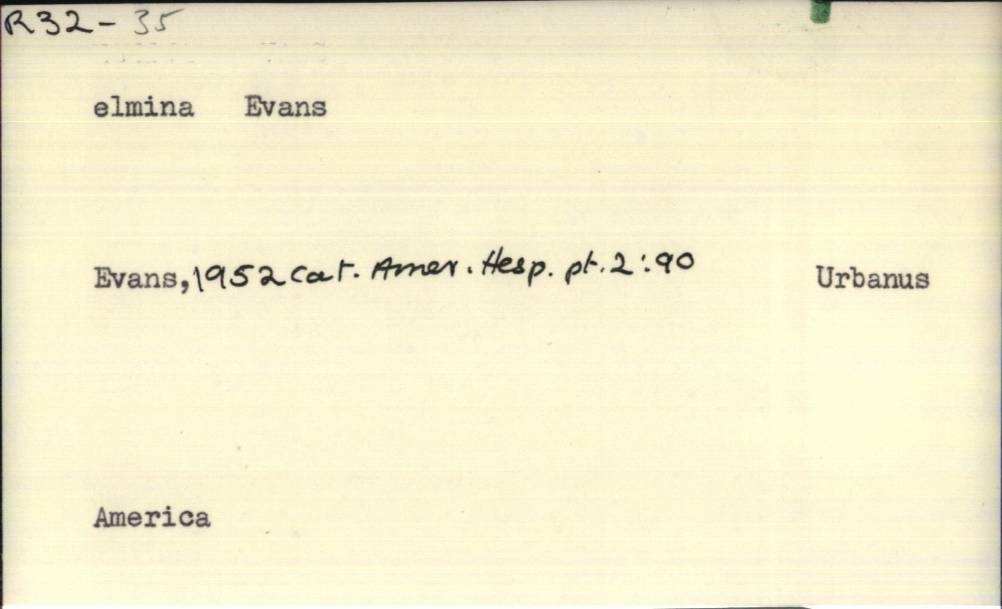 R32-35
elmina Evans
Evans, 1952 Cat. Amer. Hesp. pt. 2:90 Urbanus
America